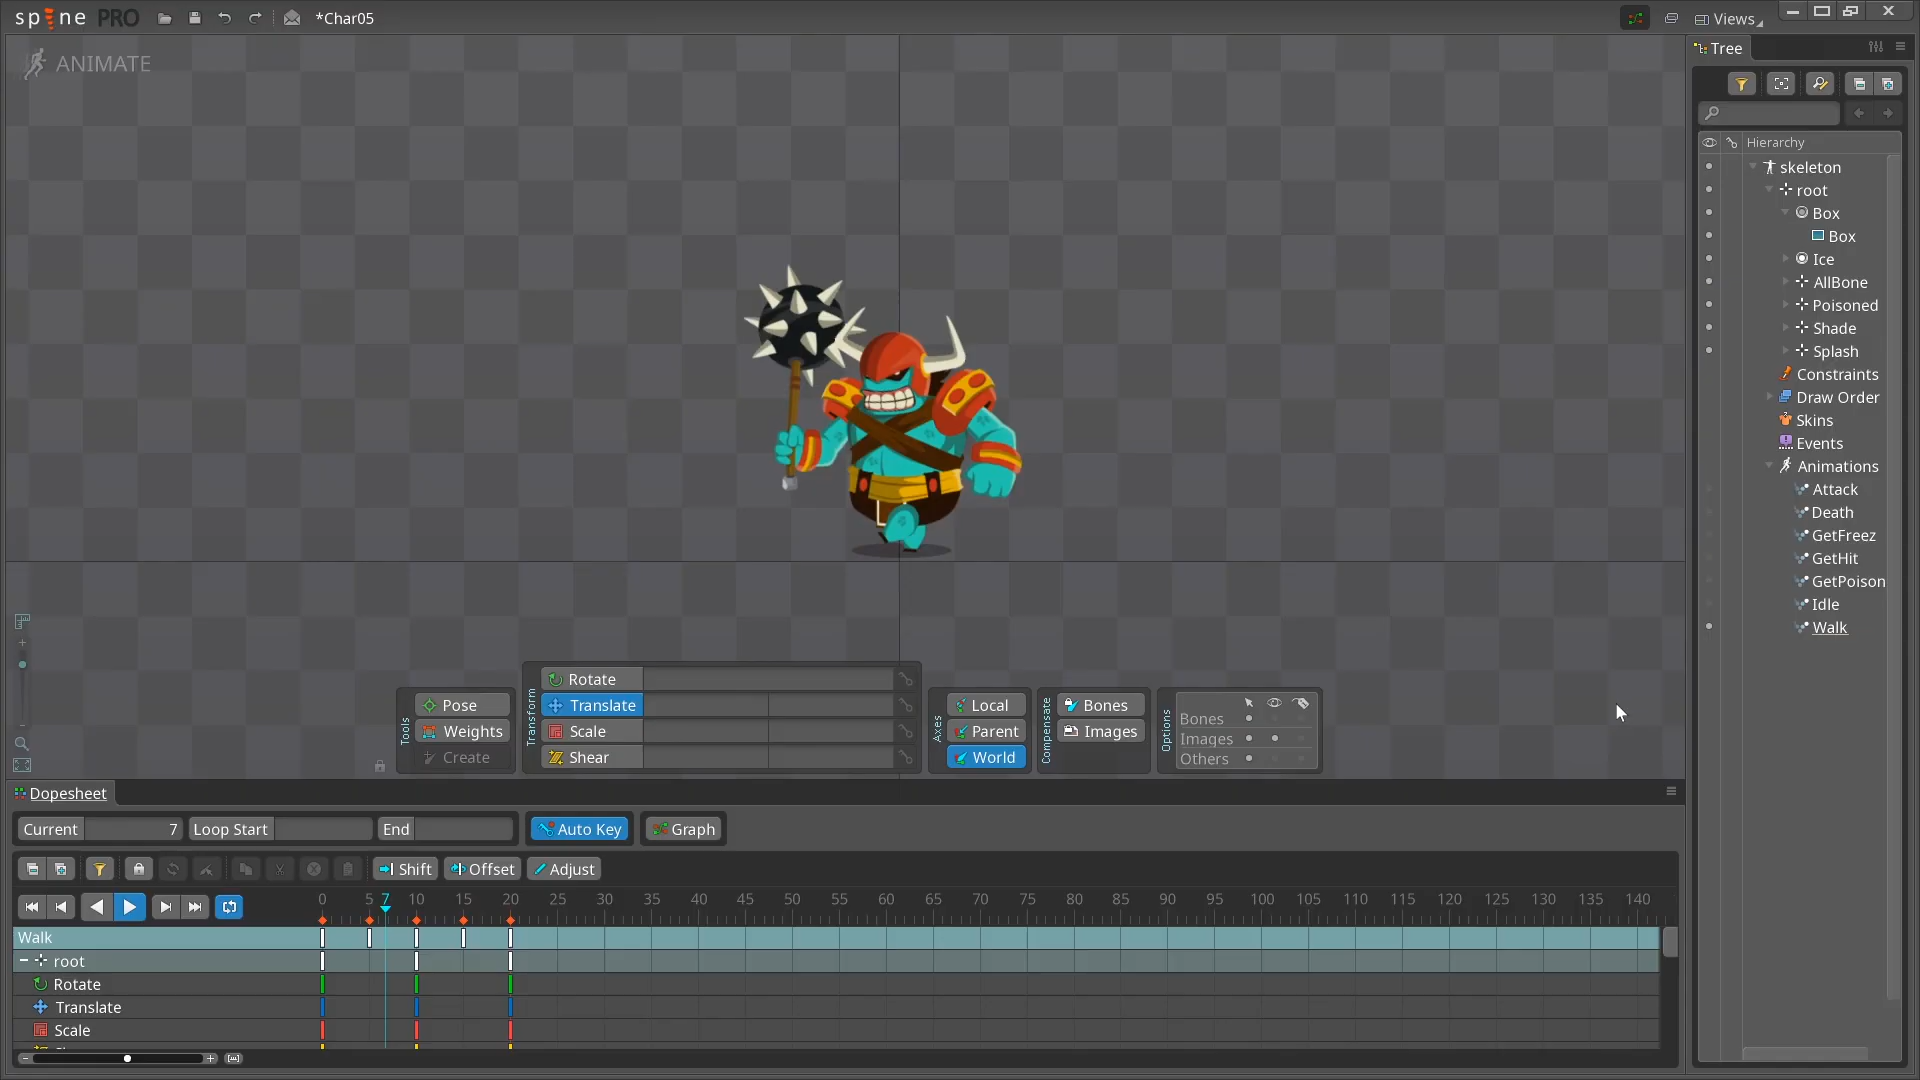 spine PRO
*Char05
Views
ANIMATE
Tree
Hierarchy
skeleton
root
Box
Box
Ice
AllBone
Poisoned
Shade
Splash
Constraints
Draw Order
Skins
Events
Animations
Attack
Death
GetFreez
GetHit
GetPoison
Idle
Walk
Tools
Pose
Weights
Create
Transform
Rotate
Translate
Scale
Shear
Axes
Local
Parent
World
Compensate
Bones
Images
Options
Bones
Images
Others
Dopesheet
Current 7 Loop Start End Auto Key Graph
Shift Offset Adjust
0 5 7 10 15 20 25 30 35 40 45 50 55 60 65 70 75 80 85 90 95 100 105 110 115 120 125 130 135 140
Walk
root
Rotate
Translate
Scale